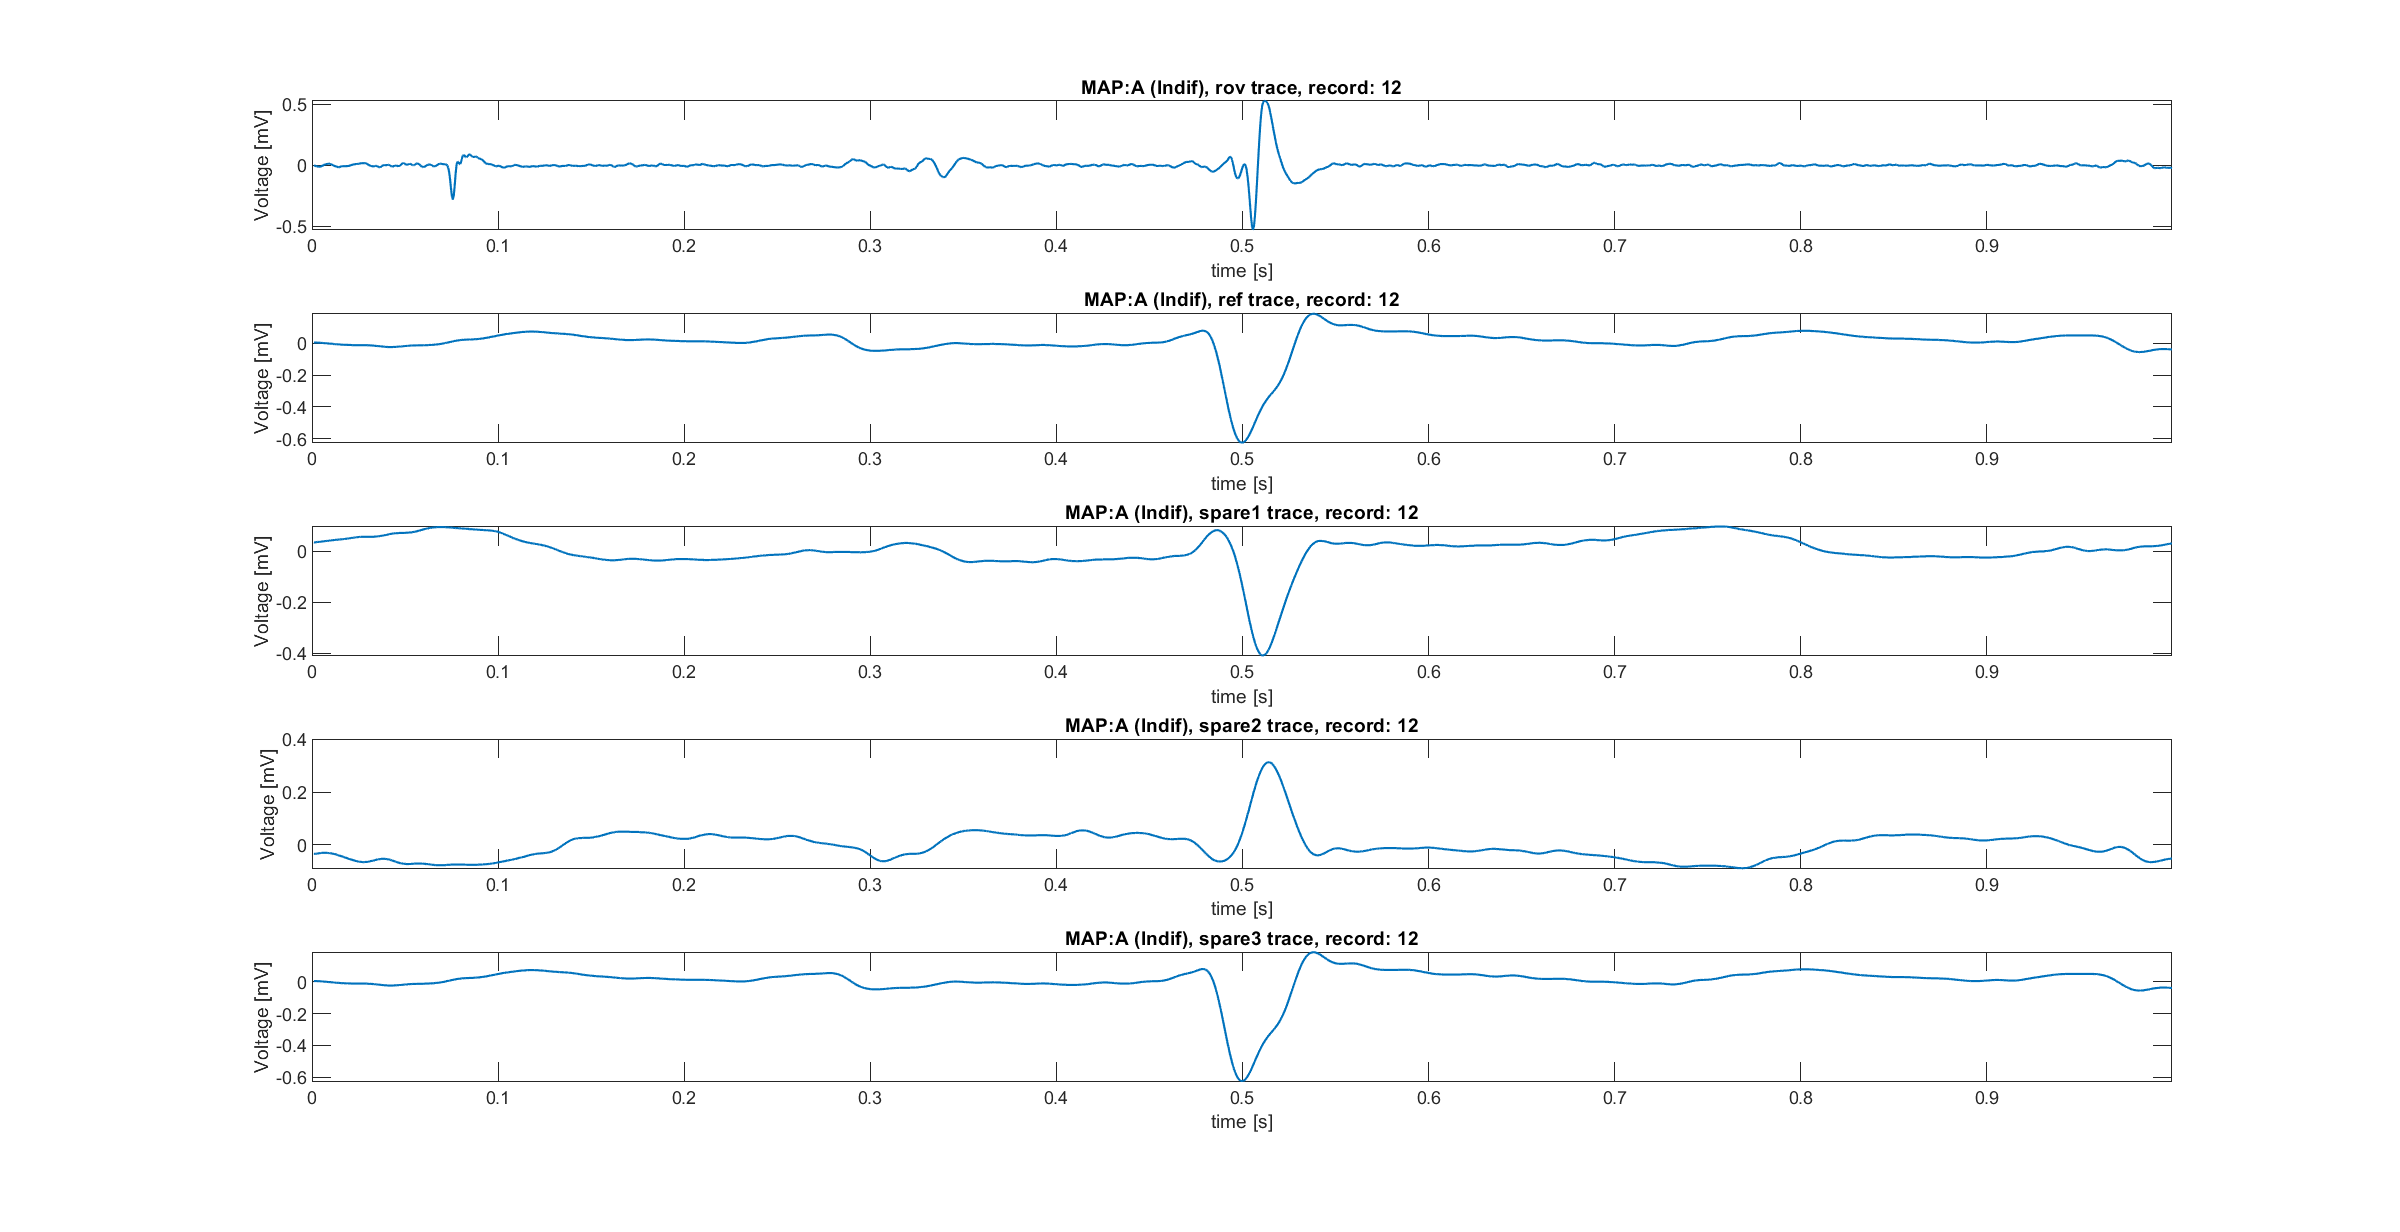 MAP:A (Indif), rov trace, record: 12
Voltage [mV]
0.5
0
-0.5
0 0.1 0.2 0.3 0.4 0.5 0.6 0.7 0.8 0.9
time [s]
MAP:A (Indif), ref trace, record: 12
Voltage [mV]
0
-0.2
-0.4
-0.6
0 0.1 0.2 0.3 0.4 0.5 0.6 0.7 0.8 0.9
time [s]
MAP:A (Indif), spare1 trace, record: 12
Voltage [mV]
0
-0.2
-0.4
0 0.1 0.2 0.3 0.4 0.5 0.6 0.7 0.8 0.9
time [s]
MAP:A (Indif), spare2 trace, record: 12
Voltage [mV]
0.4
0.2
0
0 0.1 0.2 0.3 0.4 0.5 0.6 0.7 0.8 0.9
time [s]
MAP:A (Indif), spare3 trace, record: 12
Voltage [mV]
0
-0.2
-0.4
-0.6
0 0.1 0.2 0.3 0.4 0.5 0.6 0.7 0.8 0.9
time [s]